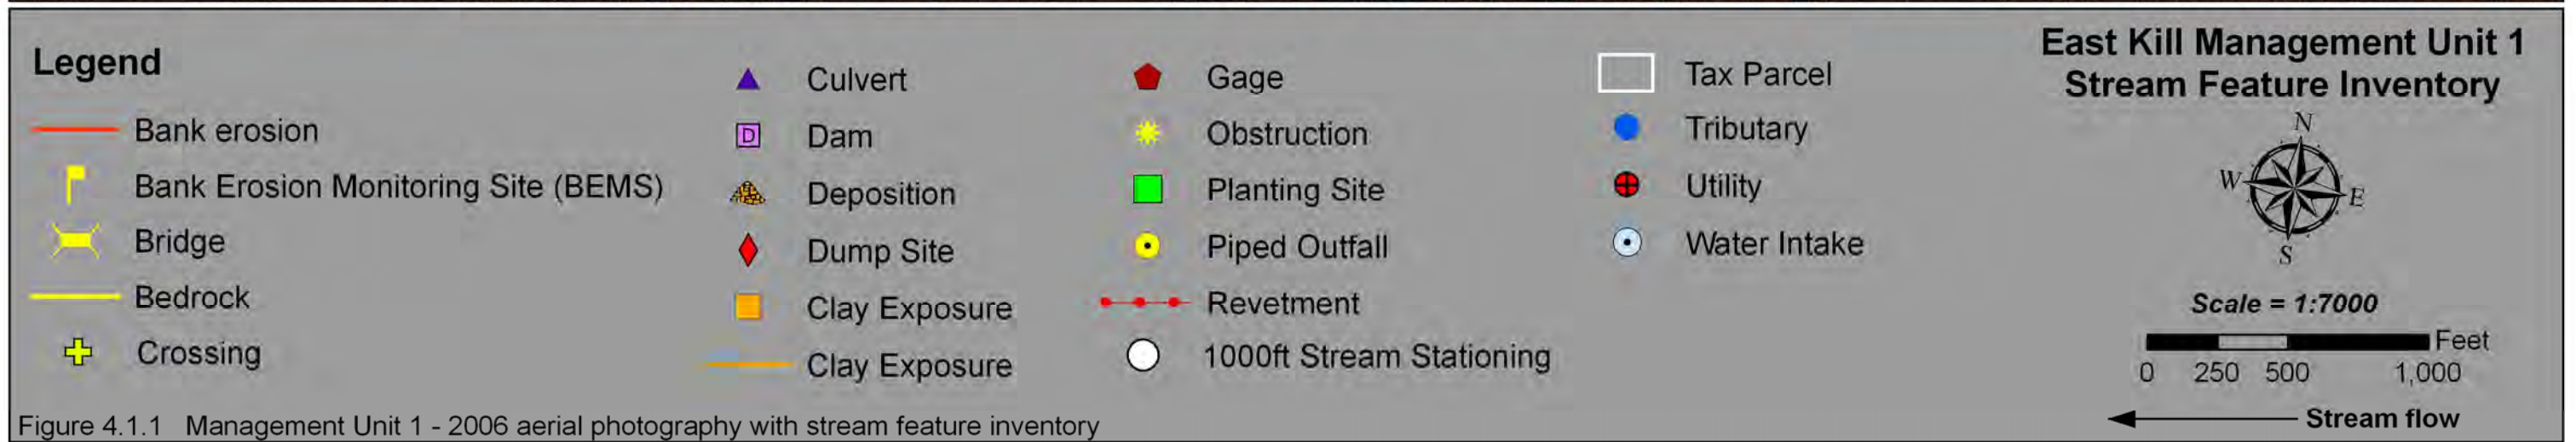 Legend
Bank erosion
Bank Erosion Monitoring Site (BEMS)
Bridge
Bedrock
Crossing
Culvert
D
Dam
Deposition
Dump Site
Clay Exposure
Clay Exposure
Gage
Obstruction
Planting Site
Piped Outfall
Revetment
1000ft Stream Stationing
Tax Parcel
Tributary
Utility
Water Intake
East Kill Management Unit 1
Stream Feature Inventory
N
W E
S
Scale = 1:7000
Feet
0 250 500 1,000
Stream flow
Figure 4.1.1 Management Unit 1 - 2006 aerial photography with stream feature inventory